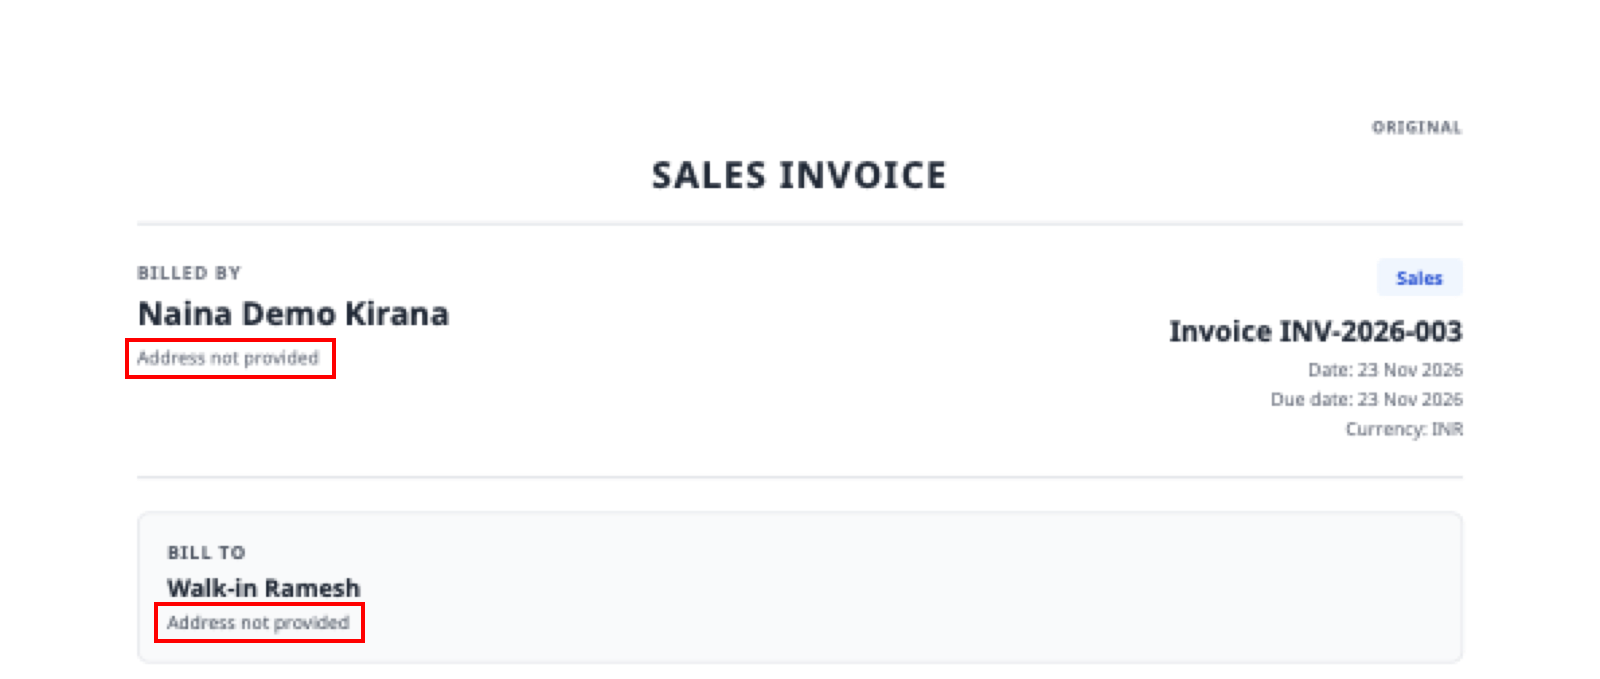 ORIGINAL
SALES INVOICE
BILLED BY
Naina Demo Kirana
Address not provided
Sales
Invoice INV-2026-003
Date: 23 Nov 2026
Due date: 23 Nov 2026
Currency: INR
BILL TO
Walk-in Ramesh
Address not provided